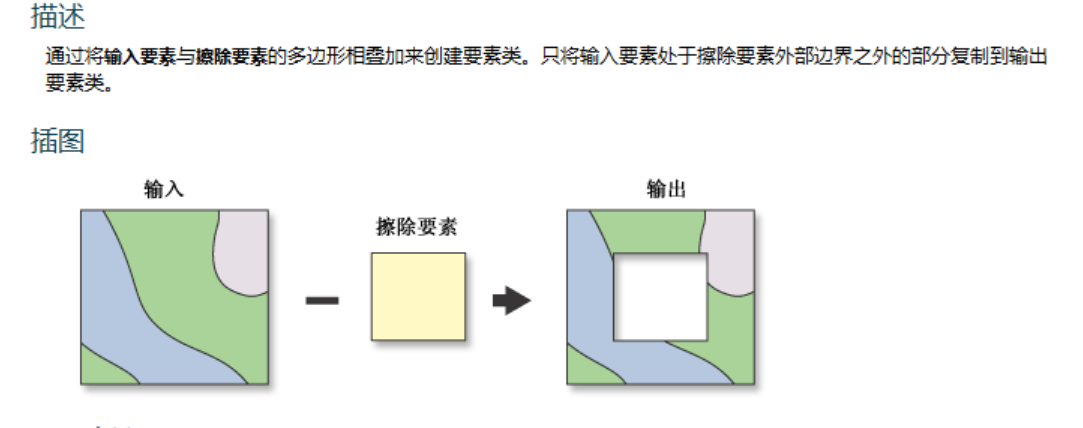 描述
通过将输入要素与擦除要素的多边形相叠加来创建要素类。只将输入要素处于擦除要素外部边界之外的部分复制到输出
要素类。
插图
输入
输出
擦除要素